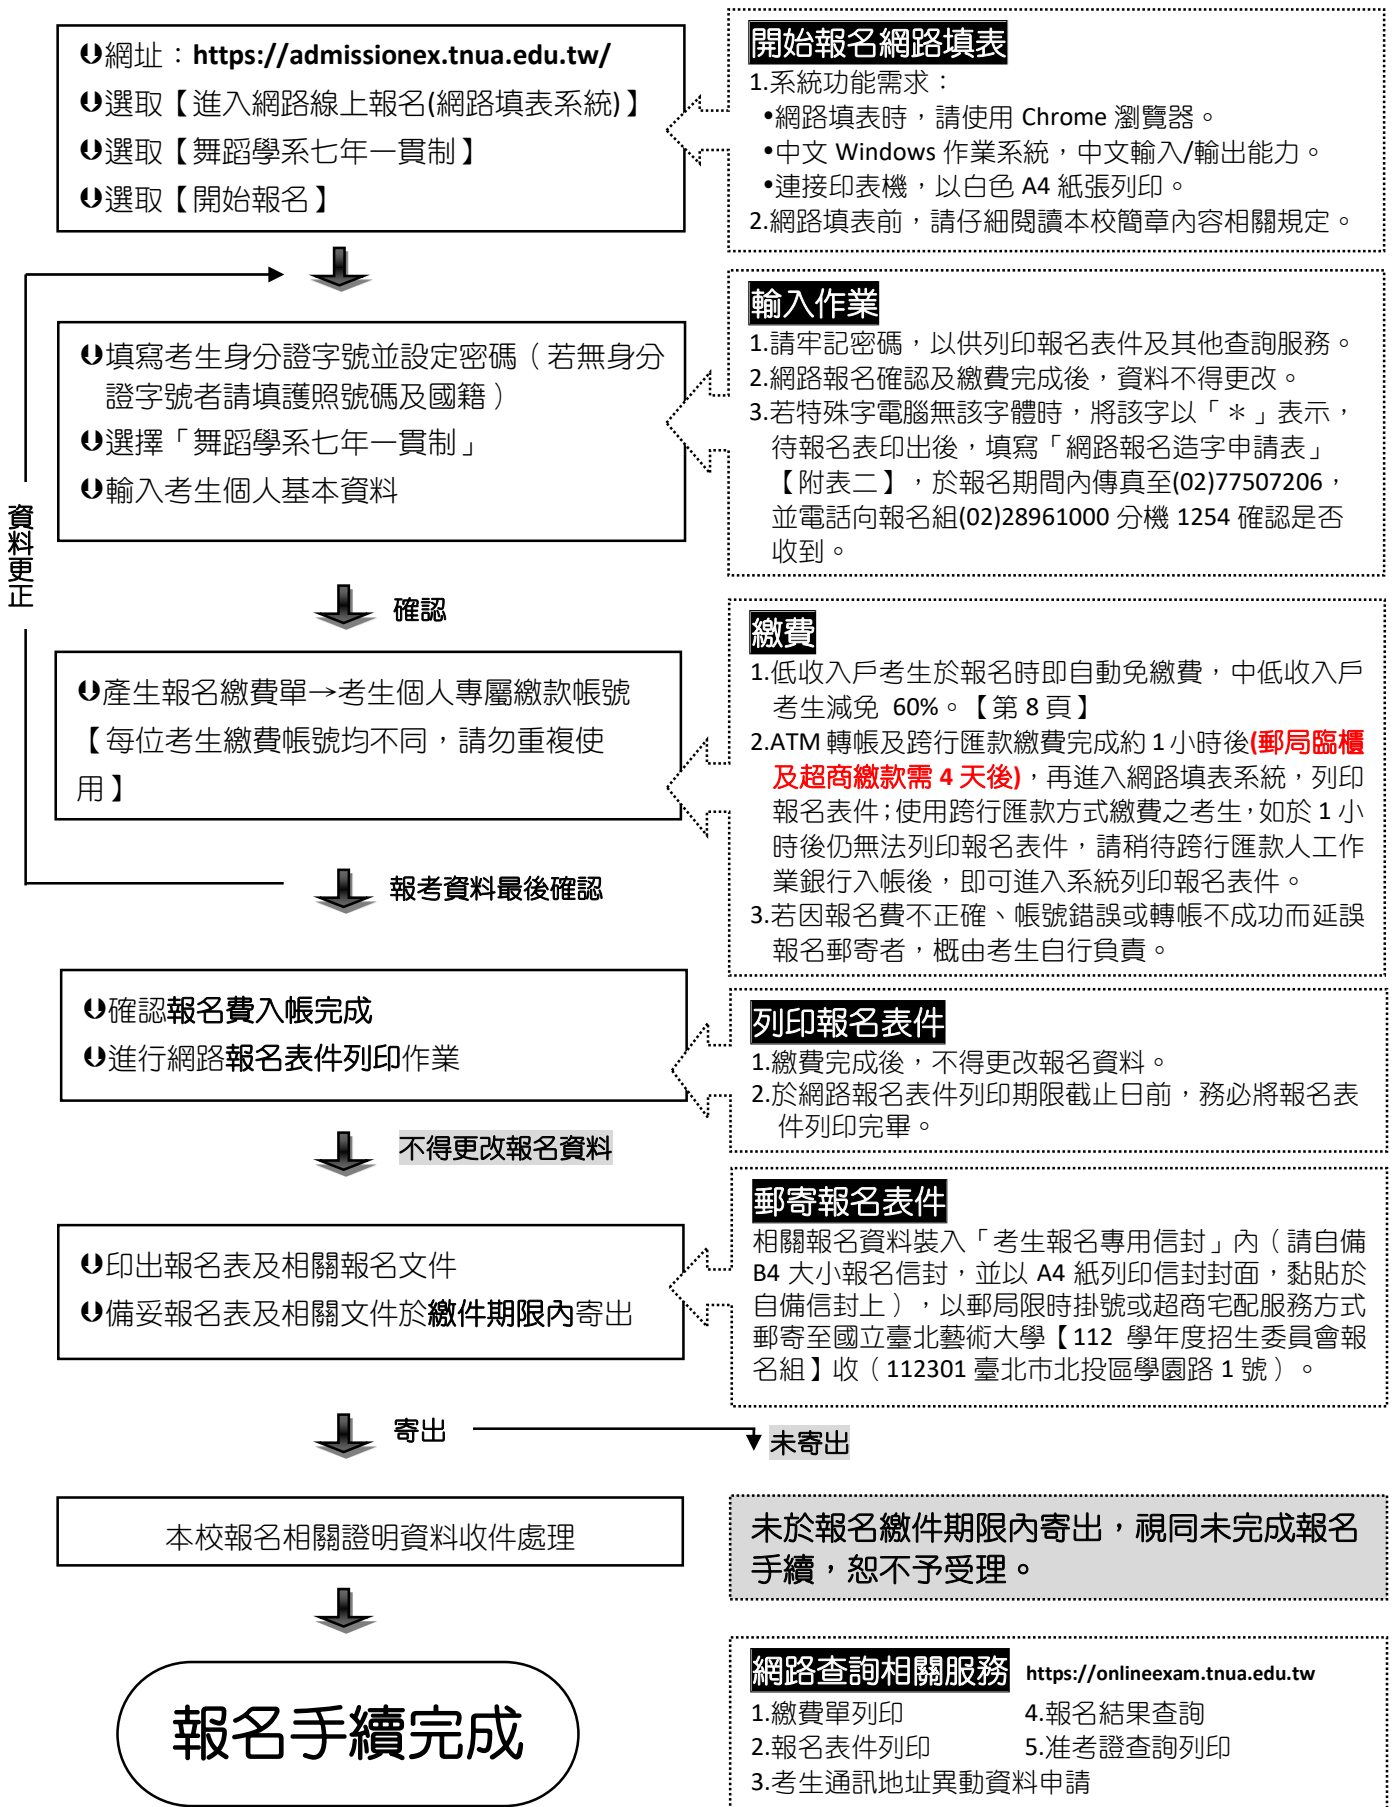 網址：https://admissionex.tnua.edu.tw/
選取【進入網路線上報名(網路填表系統)】
選取【舞蹈學系七年一貫制】
選取【開始報名】
開始報名網路填表
1.系統功能需求：
•網路填表時，請使用 Chrome 瀏覽器。
•中文 Windows 作業系統，中文輸入/輸出能力。
•連接印表機，以白色 A4 紙張列印。
2.網路填表前，請仔細閱讀本校簡章內容相關規定。
填寫考生身分證字號並設定密碼（若無身分
證字號者請填護照號碼及國籍）
選擇「舞蹈學系七年一貫制」
輸入考生個人基本資料
輸入作業
1.請牢記密碼，以供列印報名表件及其他查詢服務。
2.網路報名確認及繳費完成後，資料不得更改。
3.若特殊字電腦無該字體時，將該字以「＊」表示，
待報名表印出後，填寫「網路報名造字申請表」
【附表二】，於報名期間內傳真至(02)77507206，
並電話向報名組(02)28961000 分機 1254 確認是否
收到。
資料更正
確認
產生報名繳費單→考生個人專屬繳款帳號
【每位考生繳費帳號均不同，請勿重複使
用】
繳費
1.低收入戶考生於報名時即自動免繳費，中低收入戶
考生減免 60%。【第 8 頁】
2.ATM 轉帳及跨行匯款繳費完成約 1 小時後(郵局臨櫃
及超商繳款需 4 天後)，再進入網路填表系統，列印
報名表件；使用跨行匯款方式繳費之考生，如於 1 小
時後仍無法列印報名表件，請稍待跨行匯款人工作
業銀行入帳後，即可進入系統列印報名表件。
3.若因報名費不正確、帳號錯誤或轉帳不成功而延誤
報名郵寄者，概由考生自行負責。
報考資料最後確認
確認報名費入帳完成
進行網路報名表件列印作業
列印報名表件
1.繳費完成後，不得更改報名資料。
2.於網路報名表件列印期限截止日前，務必將報名表
件列印完畢。
不得更改報名資料
印出報名表及相關報名文件
備妥報名表及相關文件於繳件期限內寄出
郵寄報名表件
相關報名資料裝入「考生報名專用信封」內（請自備
B4 大小報名信封，並以 A4 紙列印信封封面，黏貼於
自備信封上），以郵局限時掛號或超商宅配服務方式
郵寄至國立臺北藝術大學【112 學年度招生委員會報
名組】收（112301 臺北市北投區學園路 1 號）。
寄出
未寄出
本校報名相關證明資料收件處理
未於報名繳件期限內寄出，視同未完成報名
手續，恕不予受理。
報名手續完成
網路查詢相關服務 https://onlineexam.tnua.edu.tw
1.繳費單列印 4.報名結果查詢
2.報名表件列印 5.准考證查詢列印
3.考生通訊地址異動資料申請